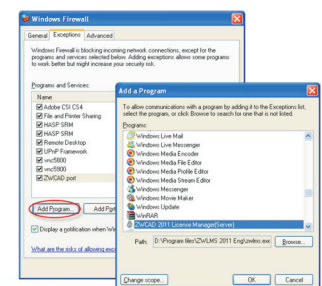 Windows Firewall
General
Exceptions
Advanced
Windows Firewall is blocking incoming network connections, except for the
programs and services selected below. Adding exceptions allows some programs
to work better but might increase your security risk.
Programs and Services:
Name
Adobe CSI CS4
File and Printer Sharing
HASP SRM
HASP SRM
Remote Desktop
UPnP Framework
vnc5800
vnc5900
ZWCAD port
Add Program...
Add Port
Display a notification when Win
What are the risks of allowing exce
Add a Program
To allow communications with a program by adding it to the Exceptions list,
select the program, or click Browse to search for one that is not listed.
Programs:
Windows Live Mail
Windows Live Messenger
Windows Media Encoder
Windows Media File Editor
Windows Media Profile Editor
Windows Media Stream Editor
Windows Messenger
Windows Movie Maker
Windows Update
WinRAR
ZWCAD 2011 License Manager(Server)
Path: D:\Program files\ZWLMS 2011 Eng\zwlms.exe
Browse...
Change scope...
OK
Cancel